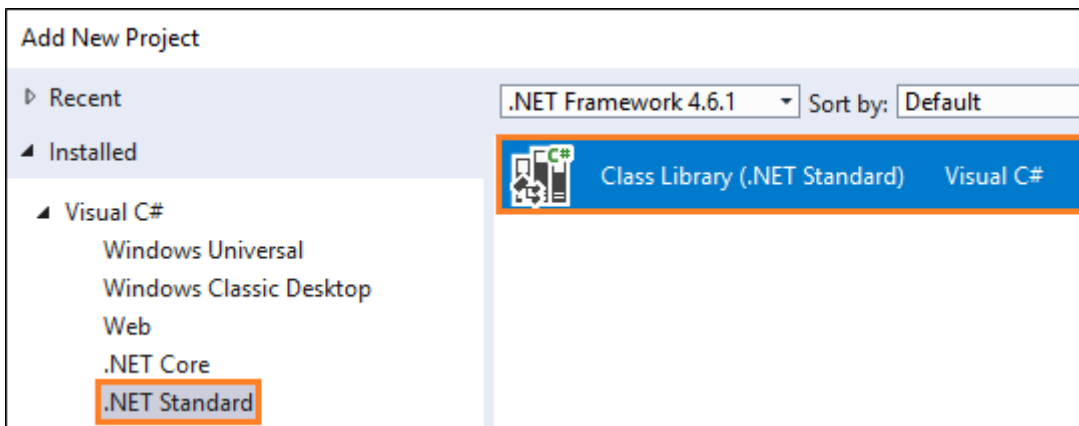 Add New Project
Recent
.NET Framework 4.6.1 Sort by: Default
Installed
C# Class Library (.NET Standard) Visual C#
Visual C#
Windows Universal
Windows Classic Desktop
Web
.NET Core
.NET Standard